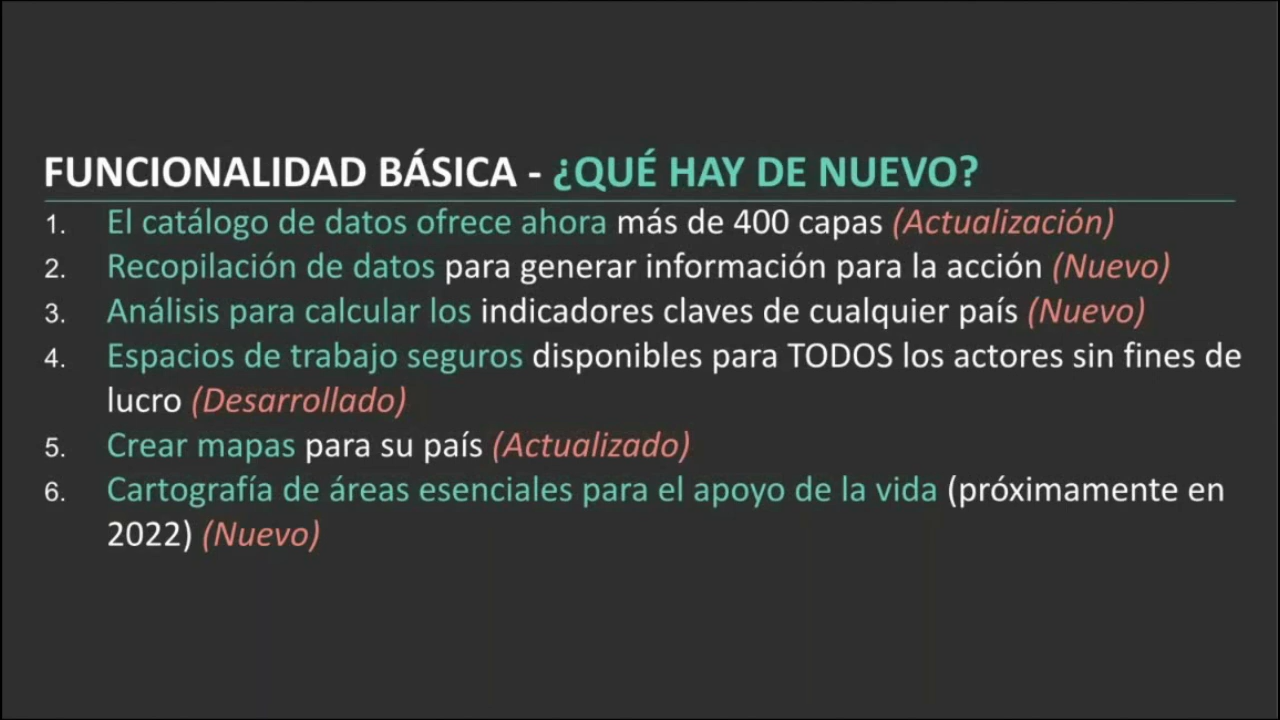 FUNCIONALIDAD BÁSICA - ¿QUÉ HAY DE NUEVO?
1. El catálogo de datos ofrece ahora más de 400 capas (Actualización)
2. Recopilación de datos para generar información para la acción (Nuevo)
3. Análisis para calcular los indicadores claves de cualquier país (Nuevo)
4. Espacios de trabajo seguros disponibles para TODOS los actores sin fines de
lucro (Desarrollado)
5. Crear mapas para su país (Actualizado)
6. Cartografía de áreas esenciales para el apoyo de la vida (próximamente en
2022) (Nuevo)